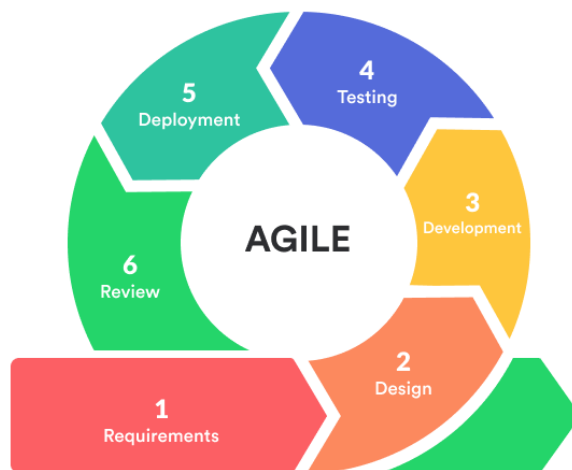 AGILE
1
Requirements
2
Design
3
Development
4
Testing
5
Deployment
6
Review